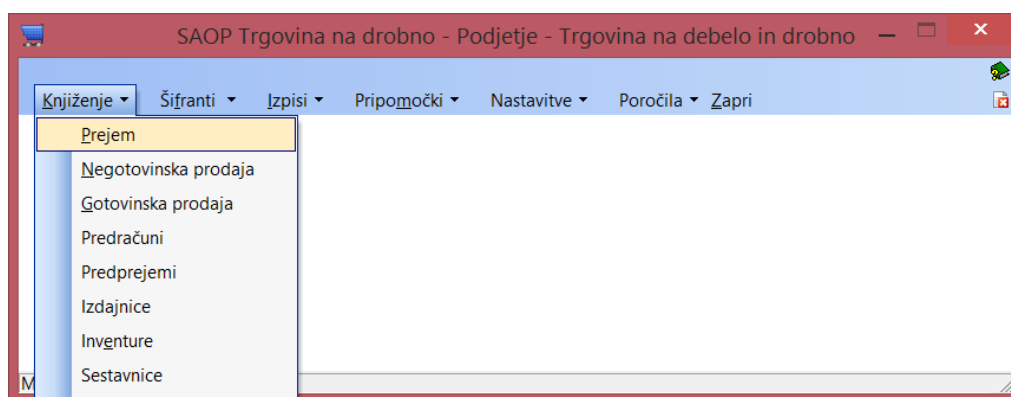 SAOP Trgovina na drobno - Podjetje - Trgovina na debelo in drobno
Knjiženje Šifranti Izpisi Pripomočki Nastavitve Poročila Zapri
Prejem
Negotovinska prodaja
Gotovinska prodaja
Predračuni
Predprejemi
Izdajnice
Inventure
Sestavnice